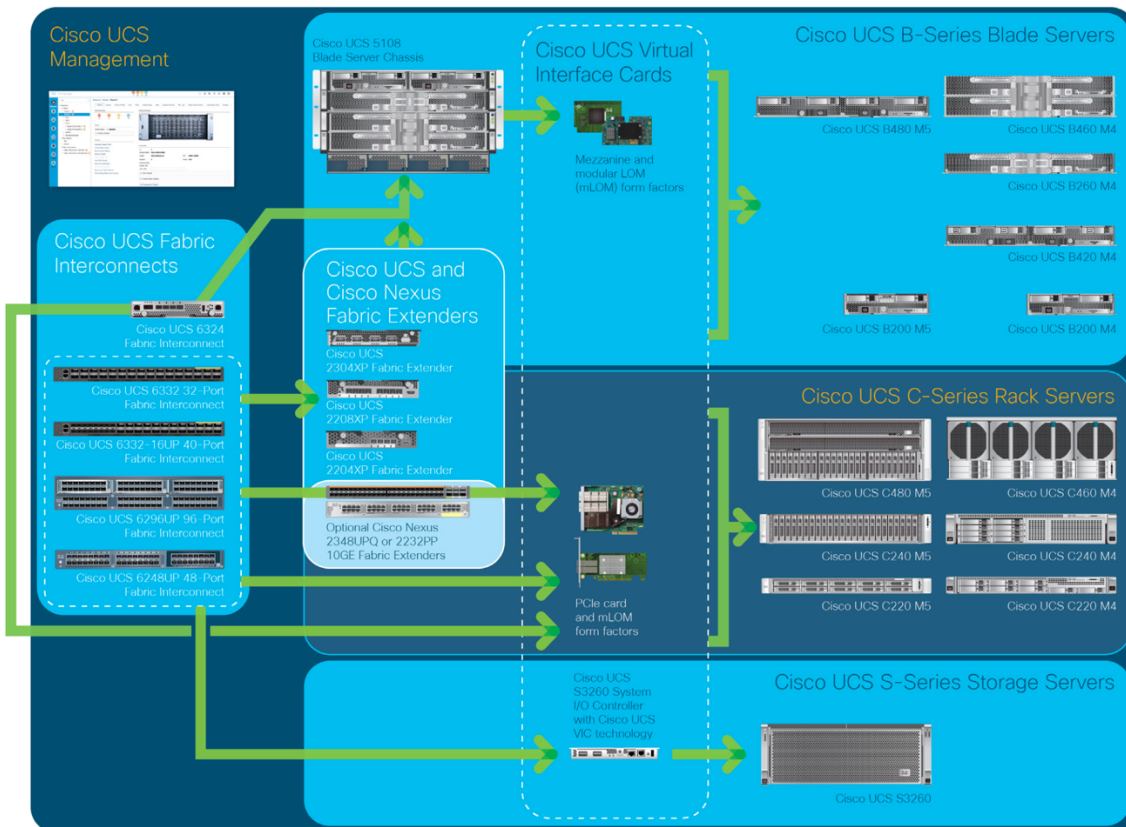 Cisco UCS
Management
Cisco UCS 5108
Blade Server Chassis
Cisco UCS Virtual
Interface Cards
Mezzanine and
modular LOM
(mLOM) form factors
Cisco UCS B-Series Blade Servers
Cisco UCS B480 M5
Cisco UCS B460 M4
Cisco UCS B260 M4
Cisco UCS B420 M4
Cisco UCS B200 M5
Cisco UCS B200 M4
Cisco UCS Fabric
Interconnects
Cisco UCS 6324
Fabric Interconnect
Cisco UCS 6332 32-Port
Fabric Interconnect
Cisco UCS 6332-16UP 40-Port
Fabric Interconnect
Cisco UCS 6296UP 96-Port
Fabric Interconnect
Cisco UCS 6248UP 48-Port
Fabric Interconnect
Cisco UCS and
Cisco Nexus
Fabric Extenders
Cisco UCS
2304XP Fabric Extender
Cisco UCS
2208XP Fabric Extender
Cisco UCS
2204XP Fabric Extender
Optional Cisco Nexus
2348UPQ or 2232PP
10GE Fabric Extenders
PCIe card
and mLOM
form factors
Cisco UCS C-Series Rack Servers
Cisco UCS C480 M5
Cisco UCS C460 M4
Cisco UCS C240 M5
Cisco UCS C240 M4
Cisco UCS C220 M5
Cisco UCS C220 M4
Cisco UCS
S3260 System
I/O Controller
with Cisco UCS
VIC technology
Cisco UCS S-Series Storage Servers
Cisco UCS S3260